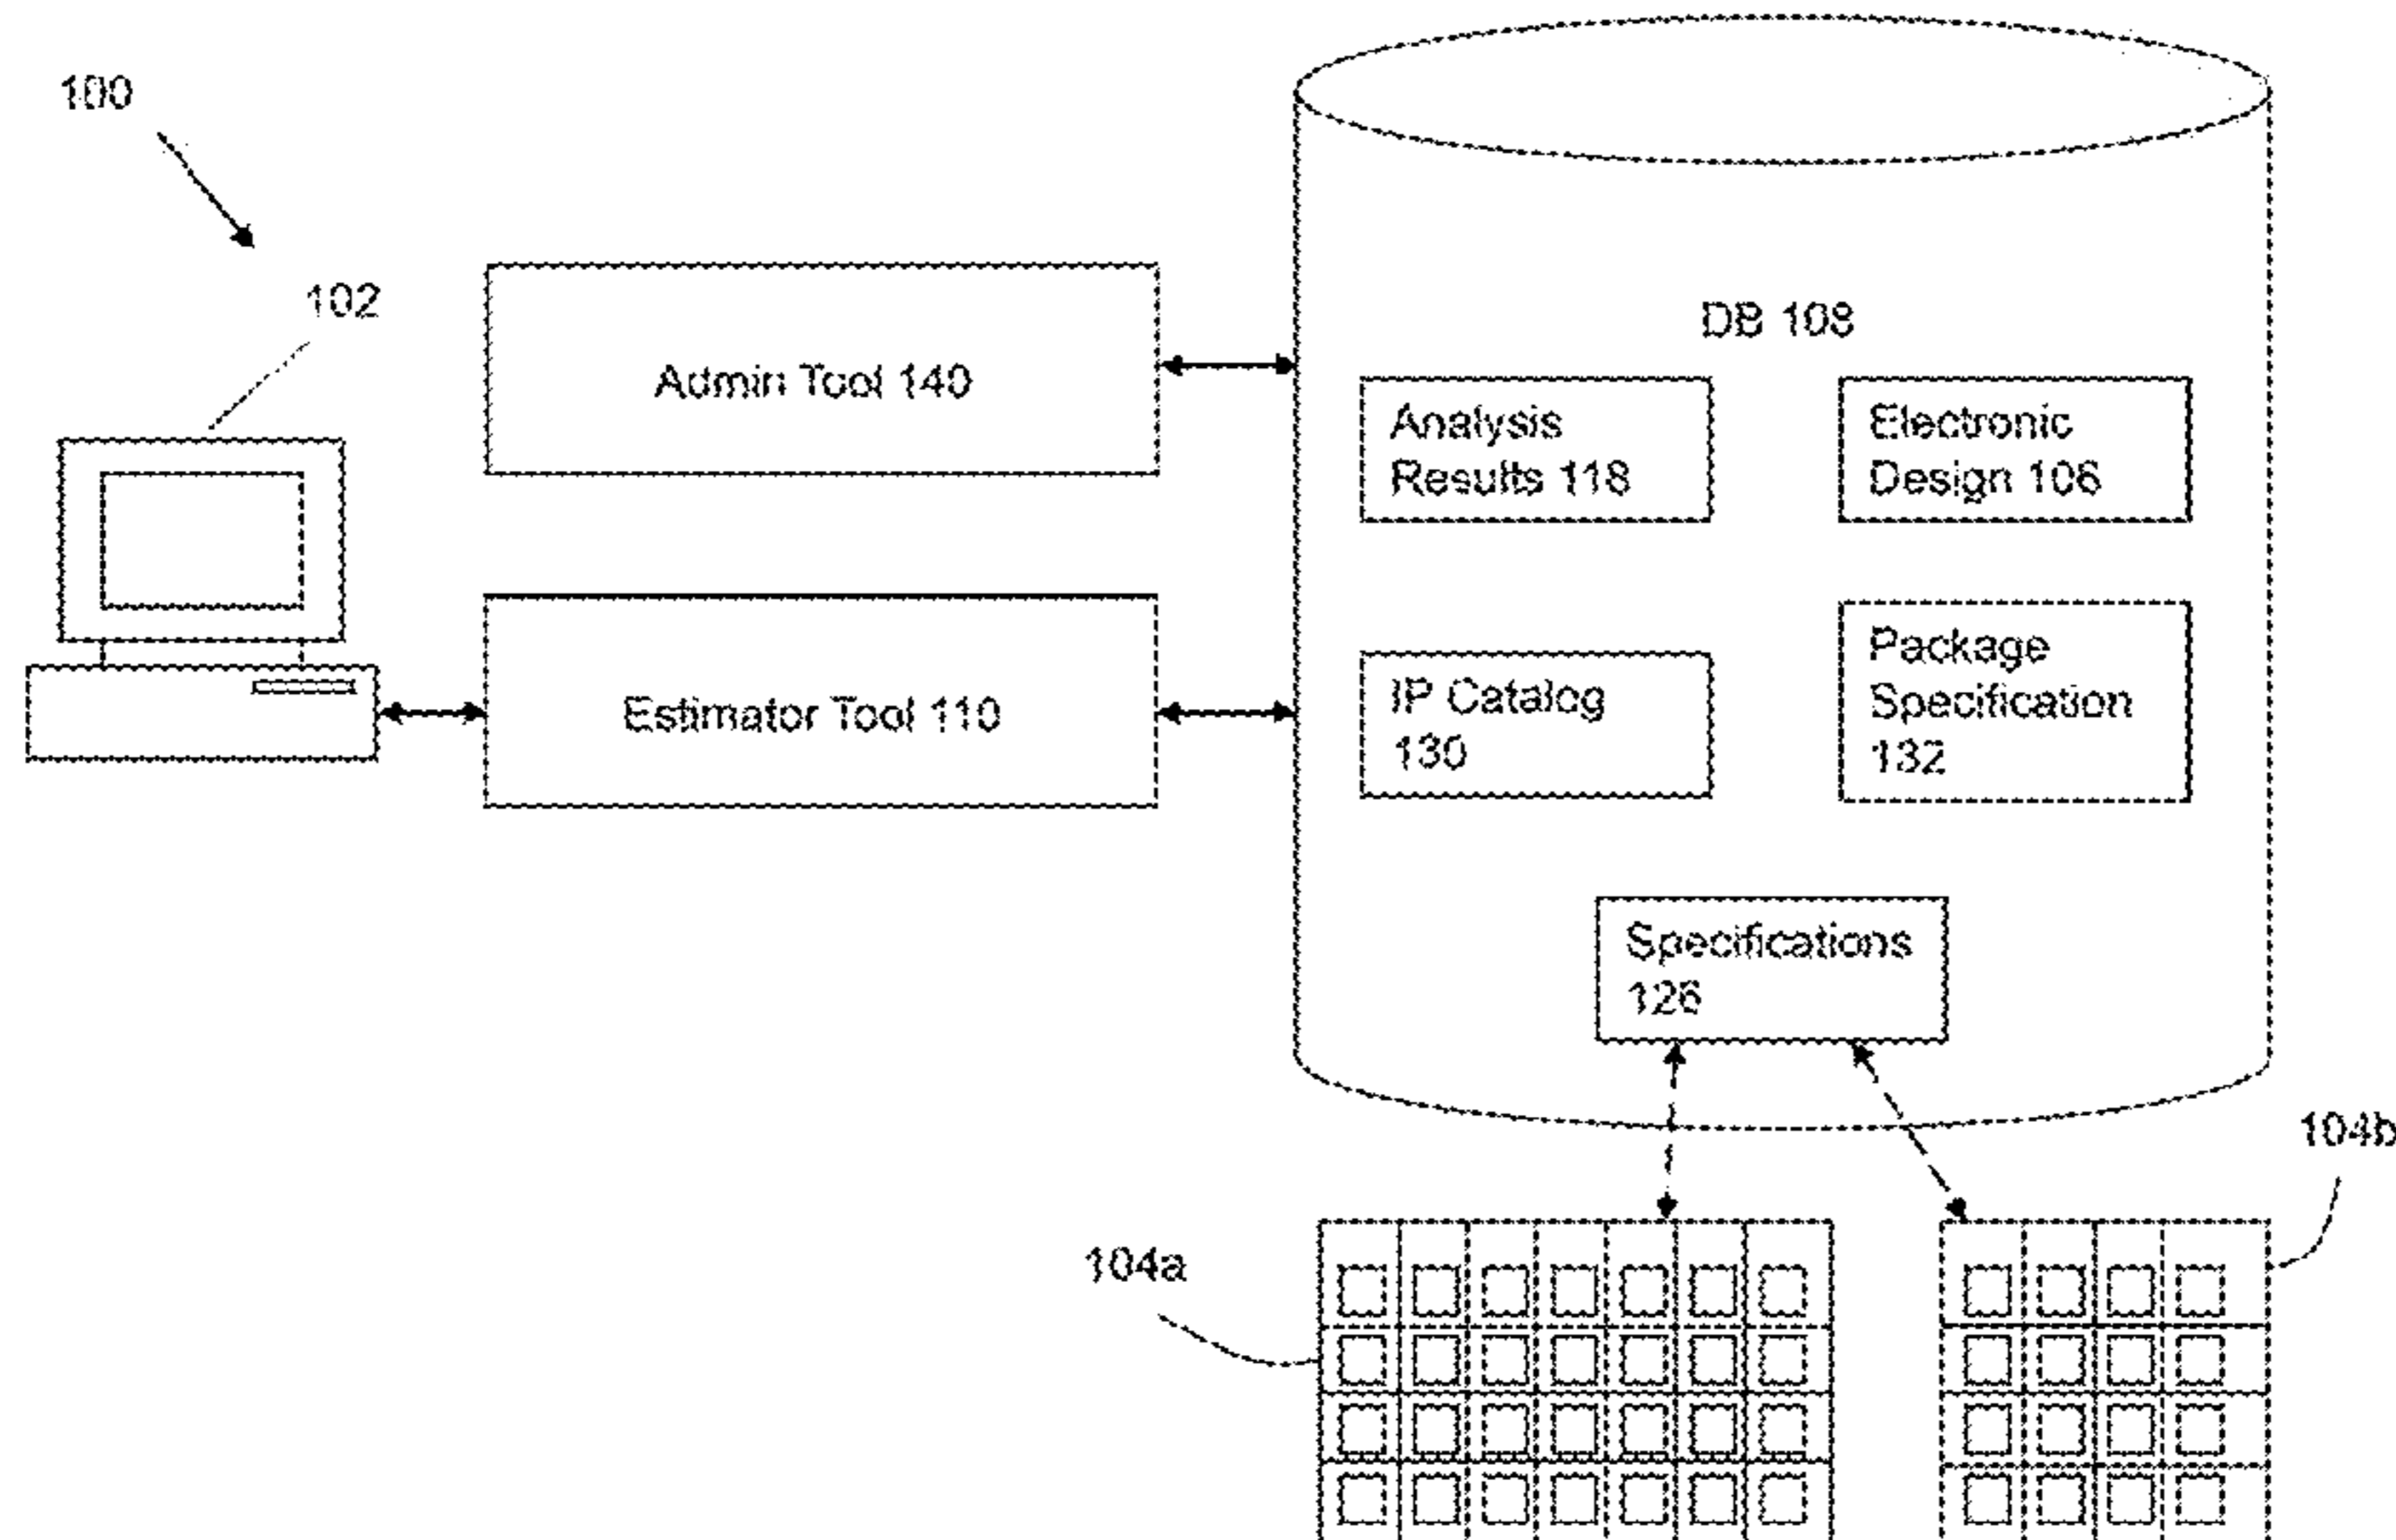 100
102
Admin Tool 140
Estimator Tool 110
DB 108
Analysis
Results 118
Electronic
Design 106
IP Catalog
130
Package
Specification
132
Specifications
126
104a
104b